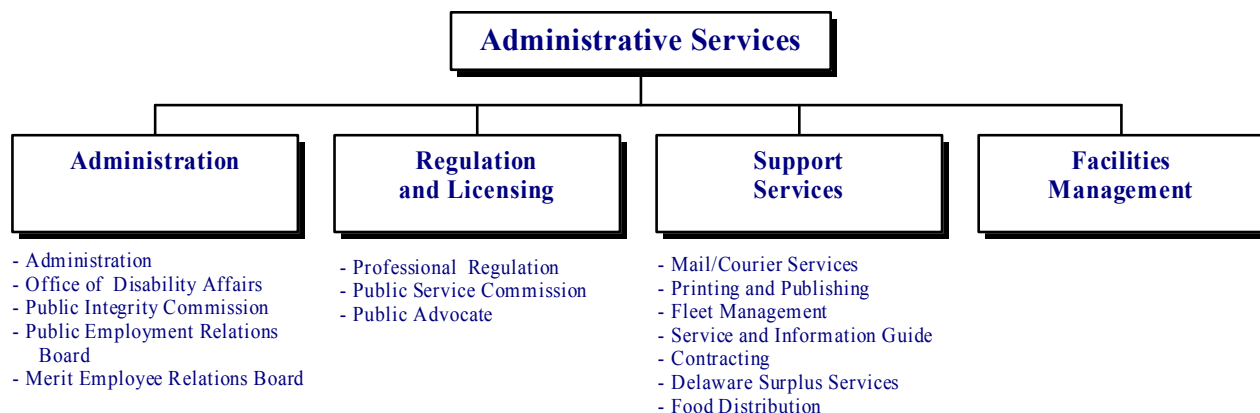 Administrative Services
Administration
- Administration
- Office of Disability Affairs
- Public Integrity Commission
- Public Employment Relations
Board
- Merit Employee Relations Board
Regulation
and Licensing
- Professional Regulation
- Public Service Commission
- Public Advocate
Support
Services
- Mail/Courier Services
- Printing and Publishing
- Fleet Management
- Service and Information Guide
- Contracting
- Delaware Surplus Services
- Food Distribution
Facilities
Management